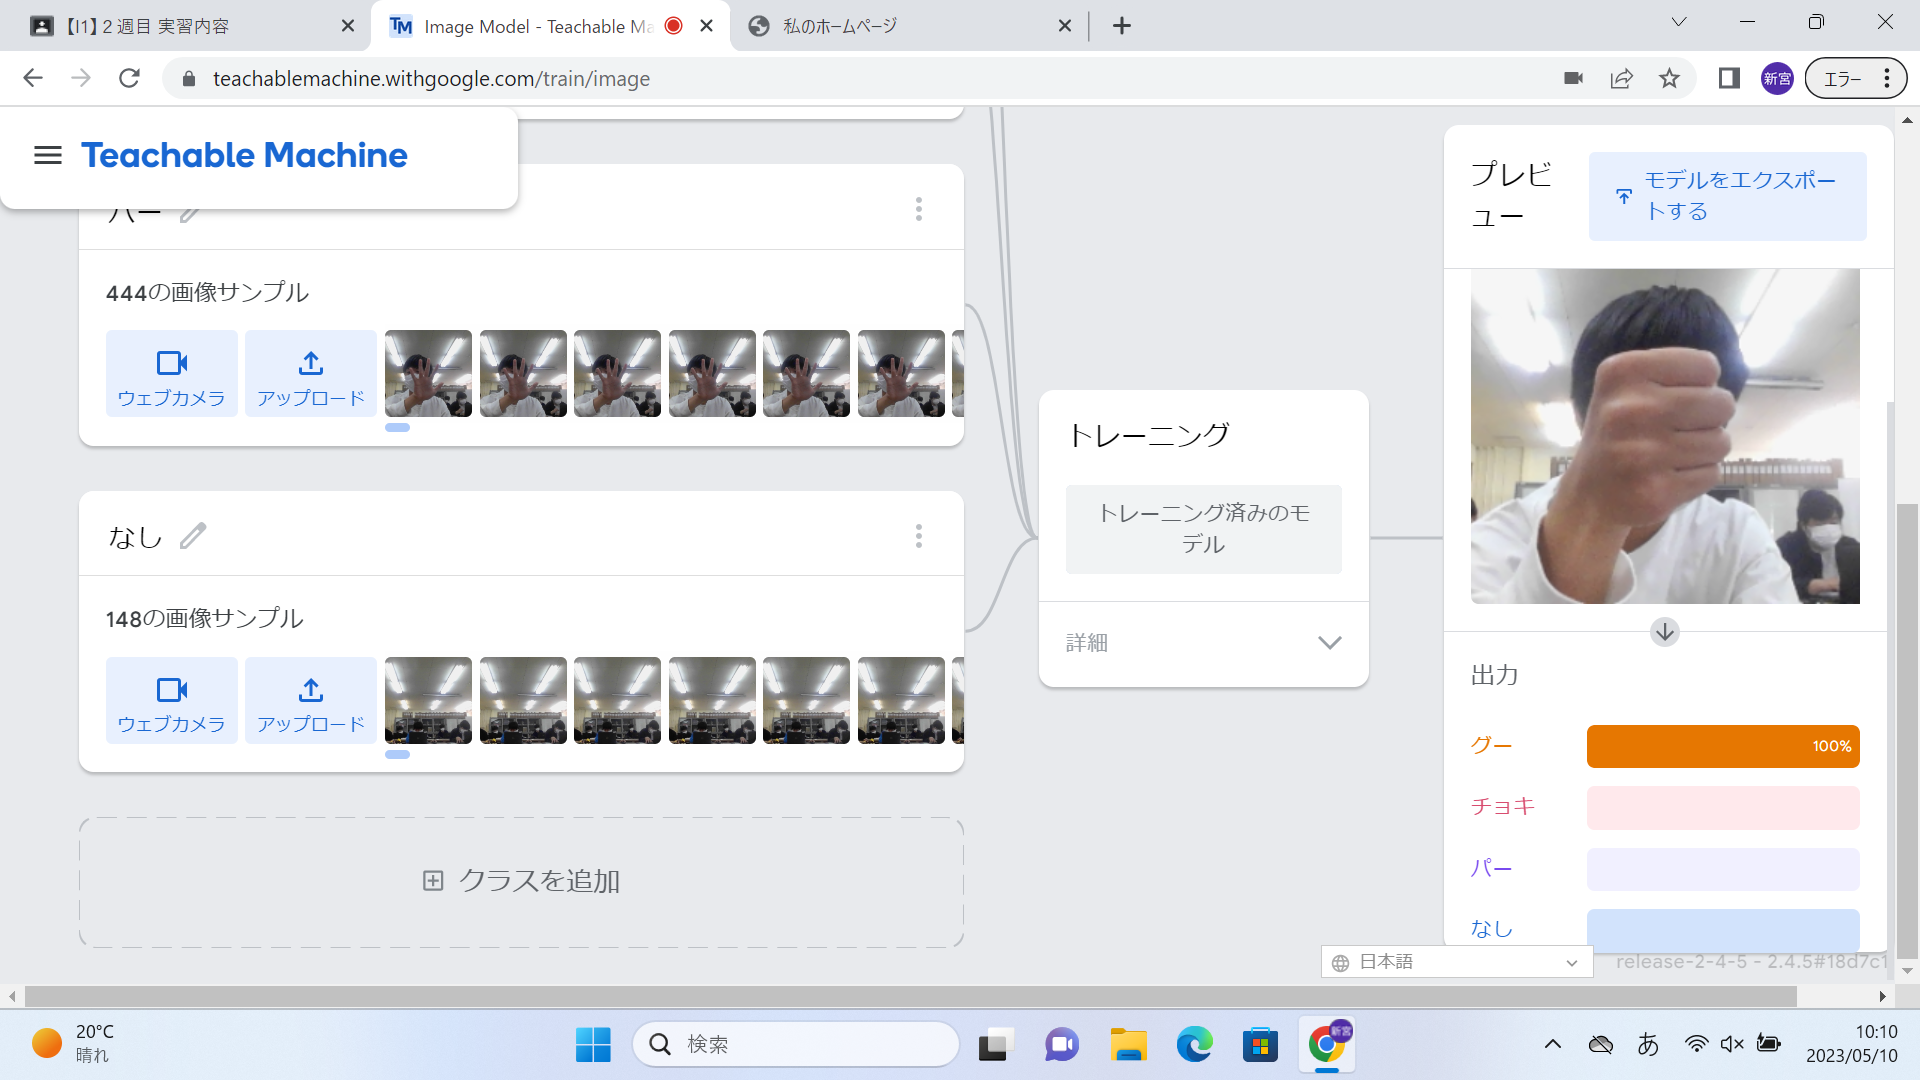 【I1】２週目 実習内容
Image Model - Teachable Ma
私のホームページ
teachablemachine.withgoogle.com/train/image
新宮
エラー
Teachable Machine
パー
444の画像サンプル
ウェブカメラ
アップロード
なし
148の画像サンプル
ウェブカメラ
アップロード
クラスを追加
トレーニング
トレーニング済みのモ
デル
詳細
プレビ
ュー
モデルをエクスポー
トする
出力
グー
100%
チョキ
パー
なし
日本語
release-2-4-5 - 2.4.5#18d7c1
20°C
晴れ
検索
新宮
あ
10:10
2023/05/10